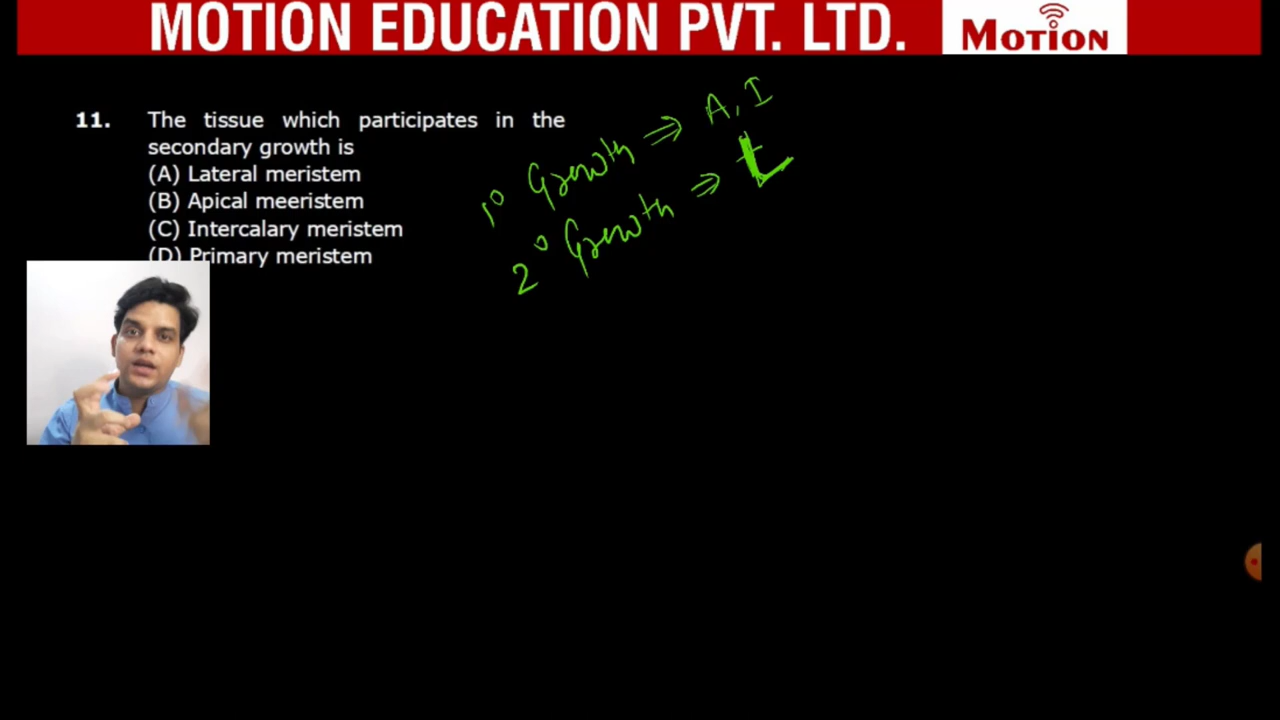 MOTION EDUCATION PVT. LTD.
MOTION
11. The tissue which participates in the
secondary growth is
(A) Lateral meristem
(B) Apical meeristem
(C) Intercalary meristem
(D) Primary meristem
1° Growth ⇒ A, I
2° Growth ⇒ L